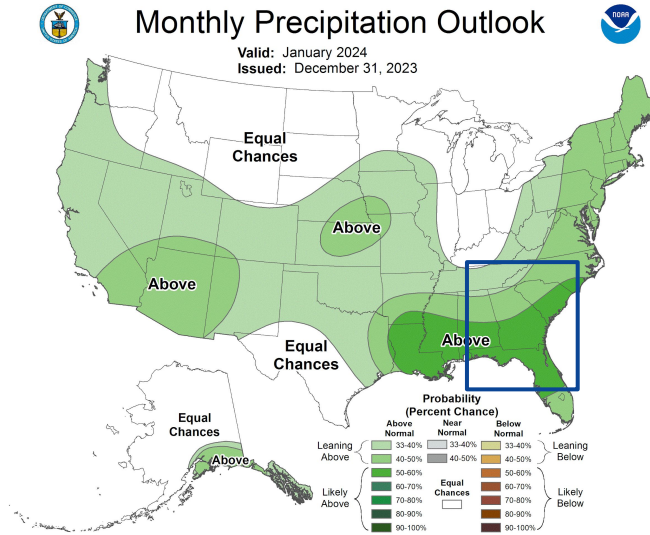 Monthly Precipitation Outlook
NOAA
Valid: January 2024
Issued: December 31, 2023
Equal
Chances
Above
Above
Equal
Chances
Above
Equal
Chances
Above
Probability
(Percent Chance)
Above
Normal
Near
Normal
Below
Normal
Leaning
Above
33-40%
33-40%
33-40%
Leaning
Below
40-50%
40-50%
40-50%
Likely
Above
50-60%
50-60%
Likely
Below
60-70%
60-70%
70-80%
Equal
Chances
70-80%
80-90%
80-90%
90-100%
90-100%